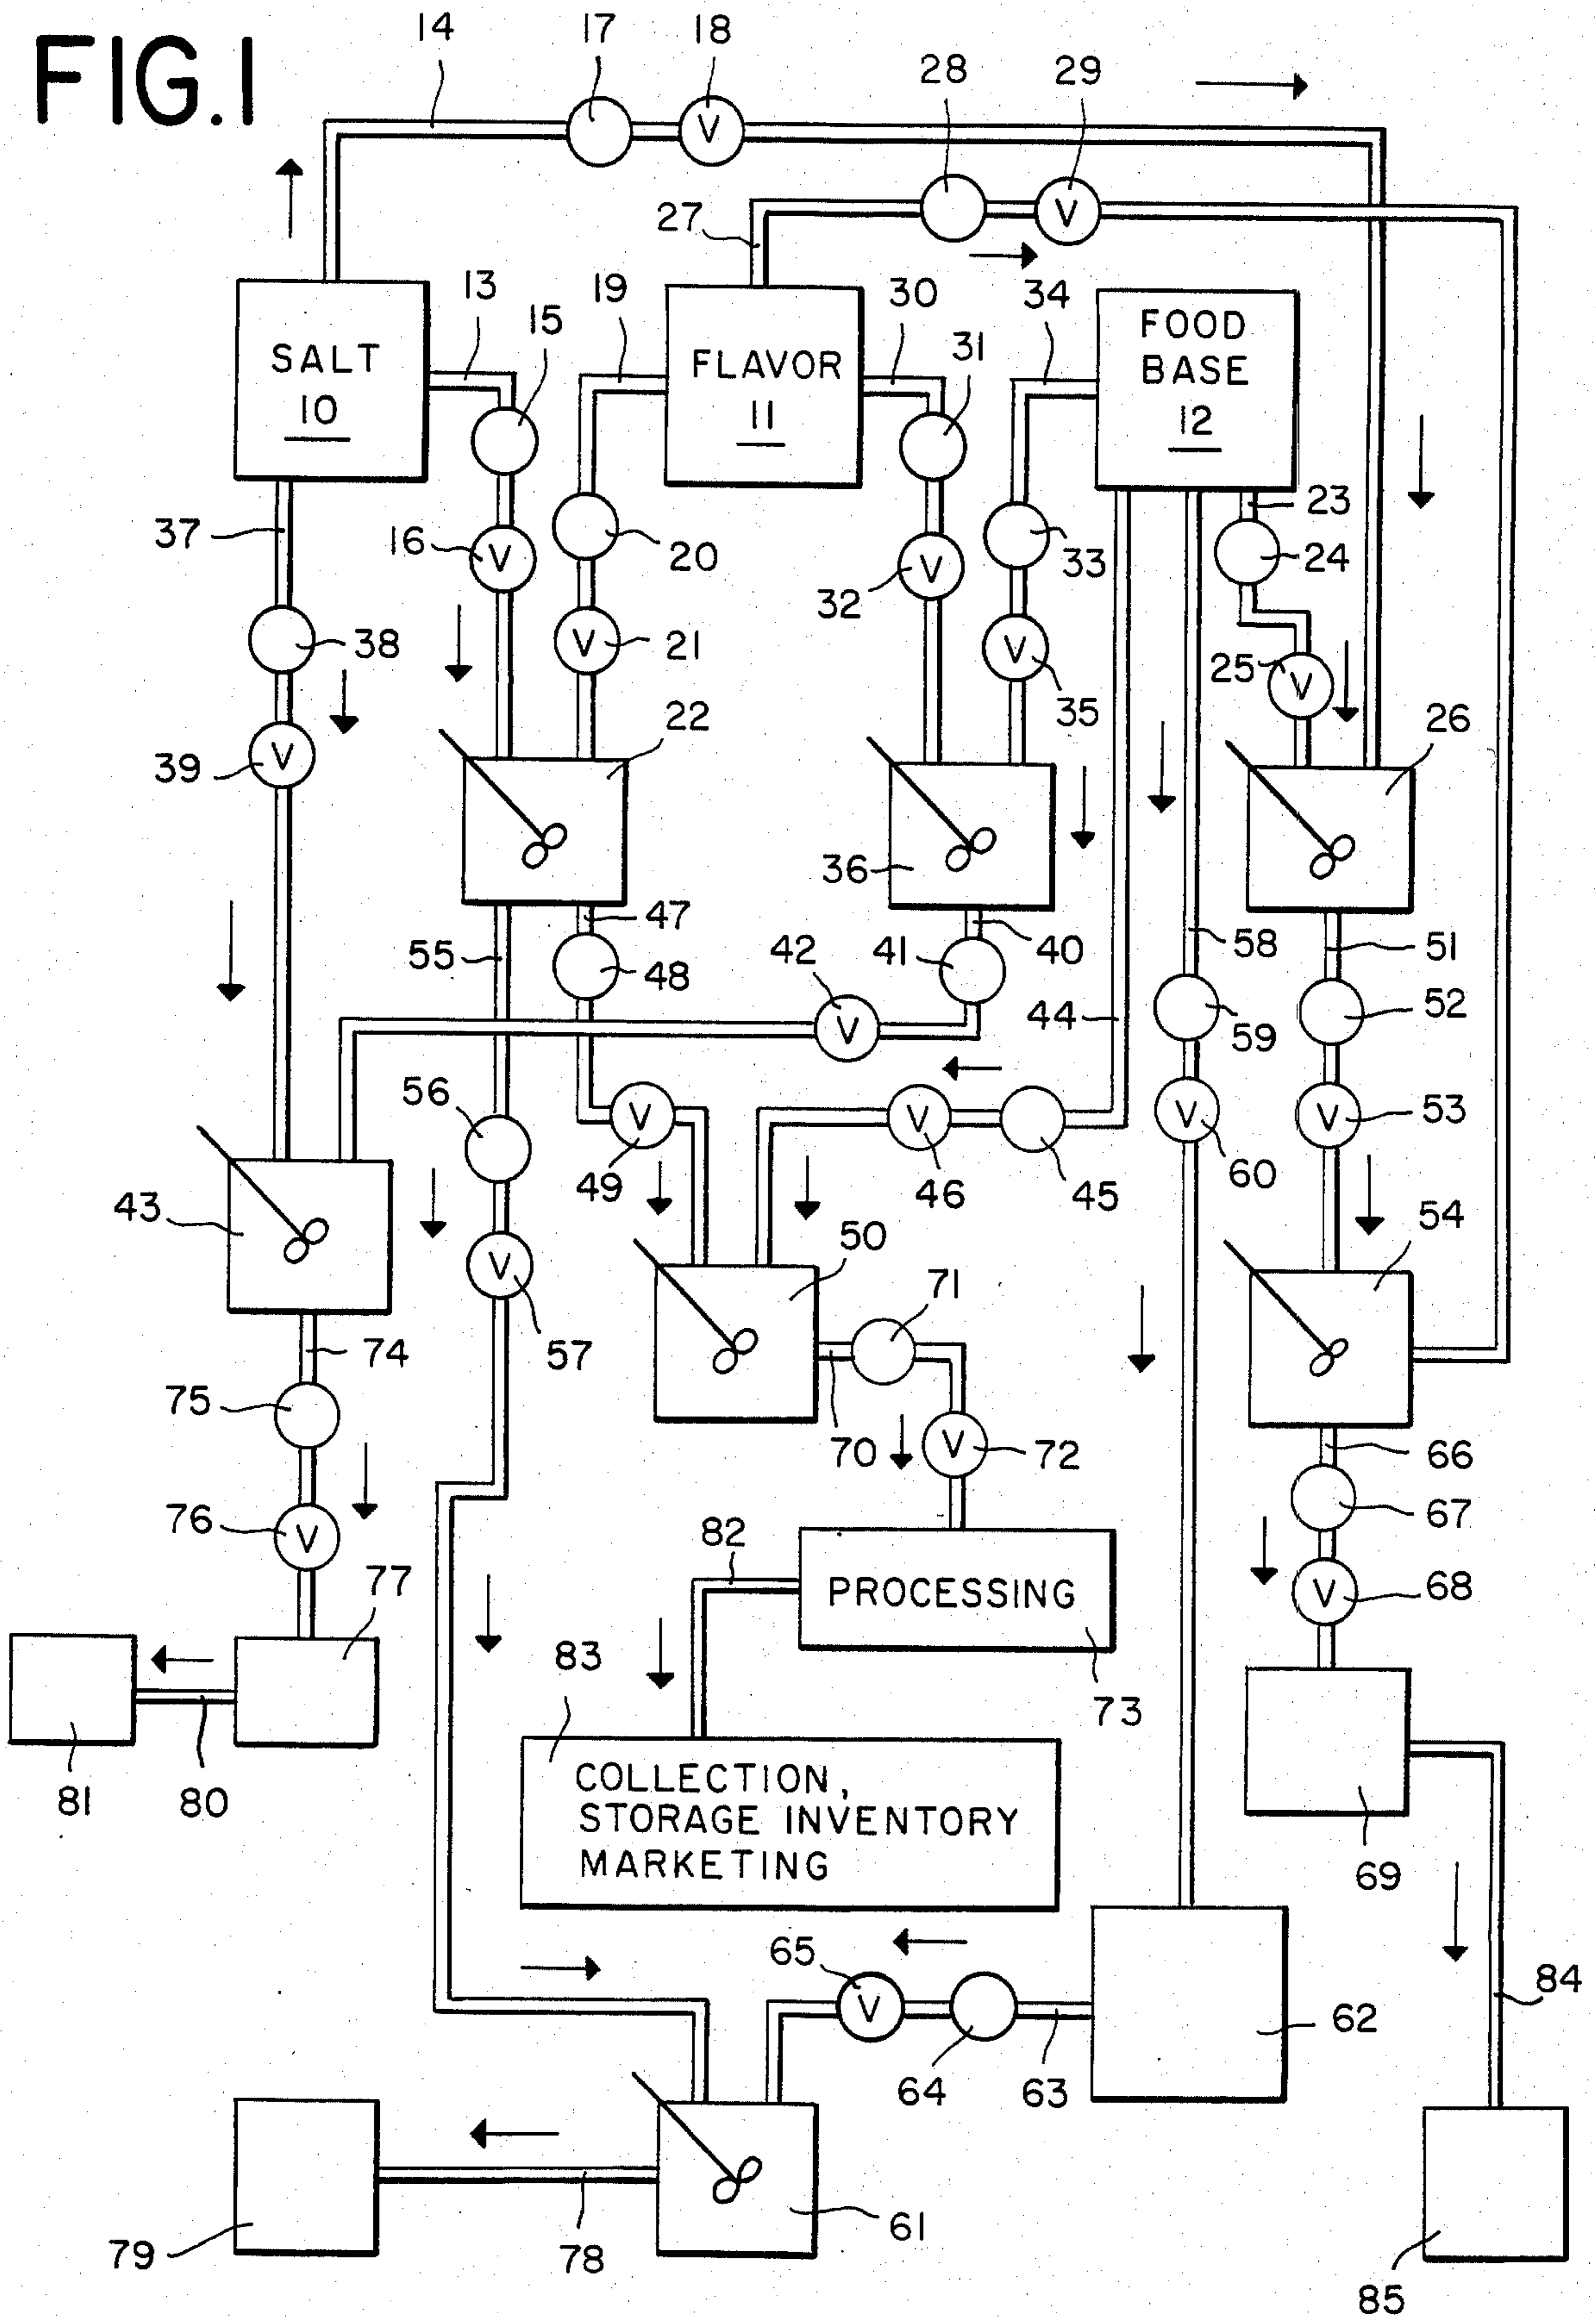 FIG.1
14 17 18
28 29
27
13 15 19 30 31 34
SALT
10
FLAVOR
11
FOOD
BASE
12
37 16 V 20 32 V 33 23 24
38 V 21 V 35 25 V
39 V 22 26
36
55 47 48 42 V 41 40 44 58 59 51 52
56 V 49 V 46 45 V 60 V 53
43 V 57 50 71 54
74 70 V 72 66
75 67
76 V 82 PROCESSING 73 V 68
77
81 80
83
COLLECTION,
STORAGE INVENTORY
MARKETING
69
65 V 64 63 62 84
79 78 61 85